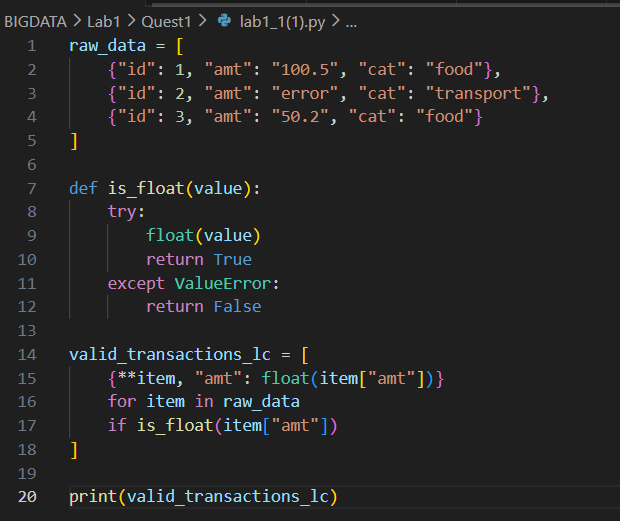 BIGDATA > Lab1 > Quest1 > lab1_1(1).py > ...
1 raw_data = [
2     {"id": 1, "amt": "100.5", "cat": "food"},
3     {"id": 2, "amt": "error", "cat": "transport"},
4     {"id": 3, "amt": "50.2", "cat": "food"}
5 ]
6
7 def is_float(value):
8     try:
9         float(value)
10         return True
11     except ValueError:
12         return False
13
14 valid_transactions_lc = [
15     {**item, "amt": float(item["amt"])}
16     for item in raw_data
17     if is_float(item["amt"])
18 ]
19
20 print(valid_transactions_lc)